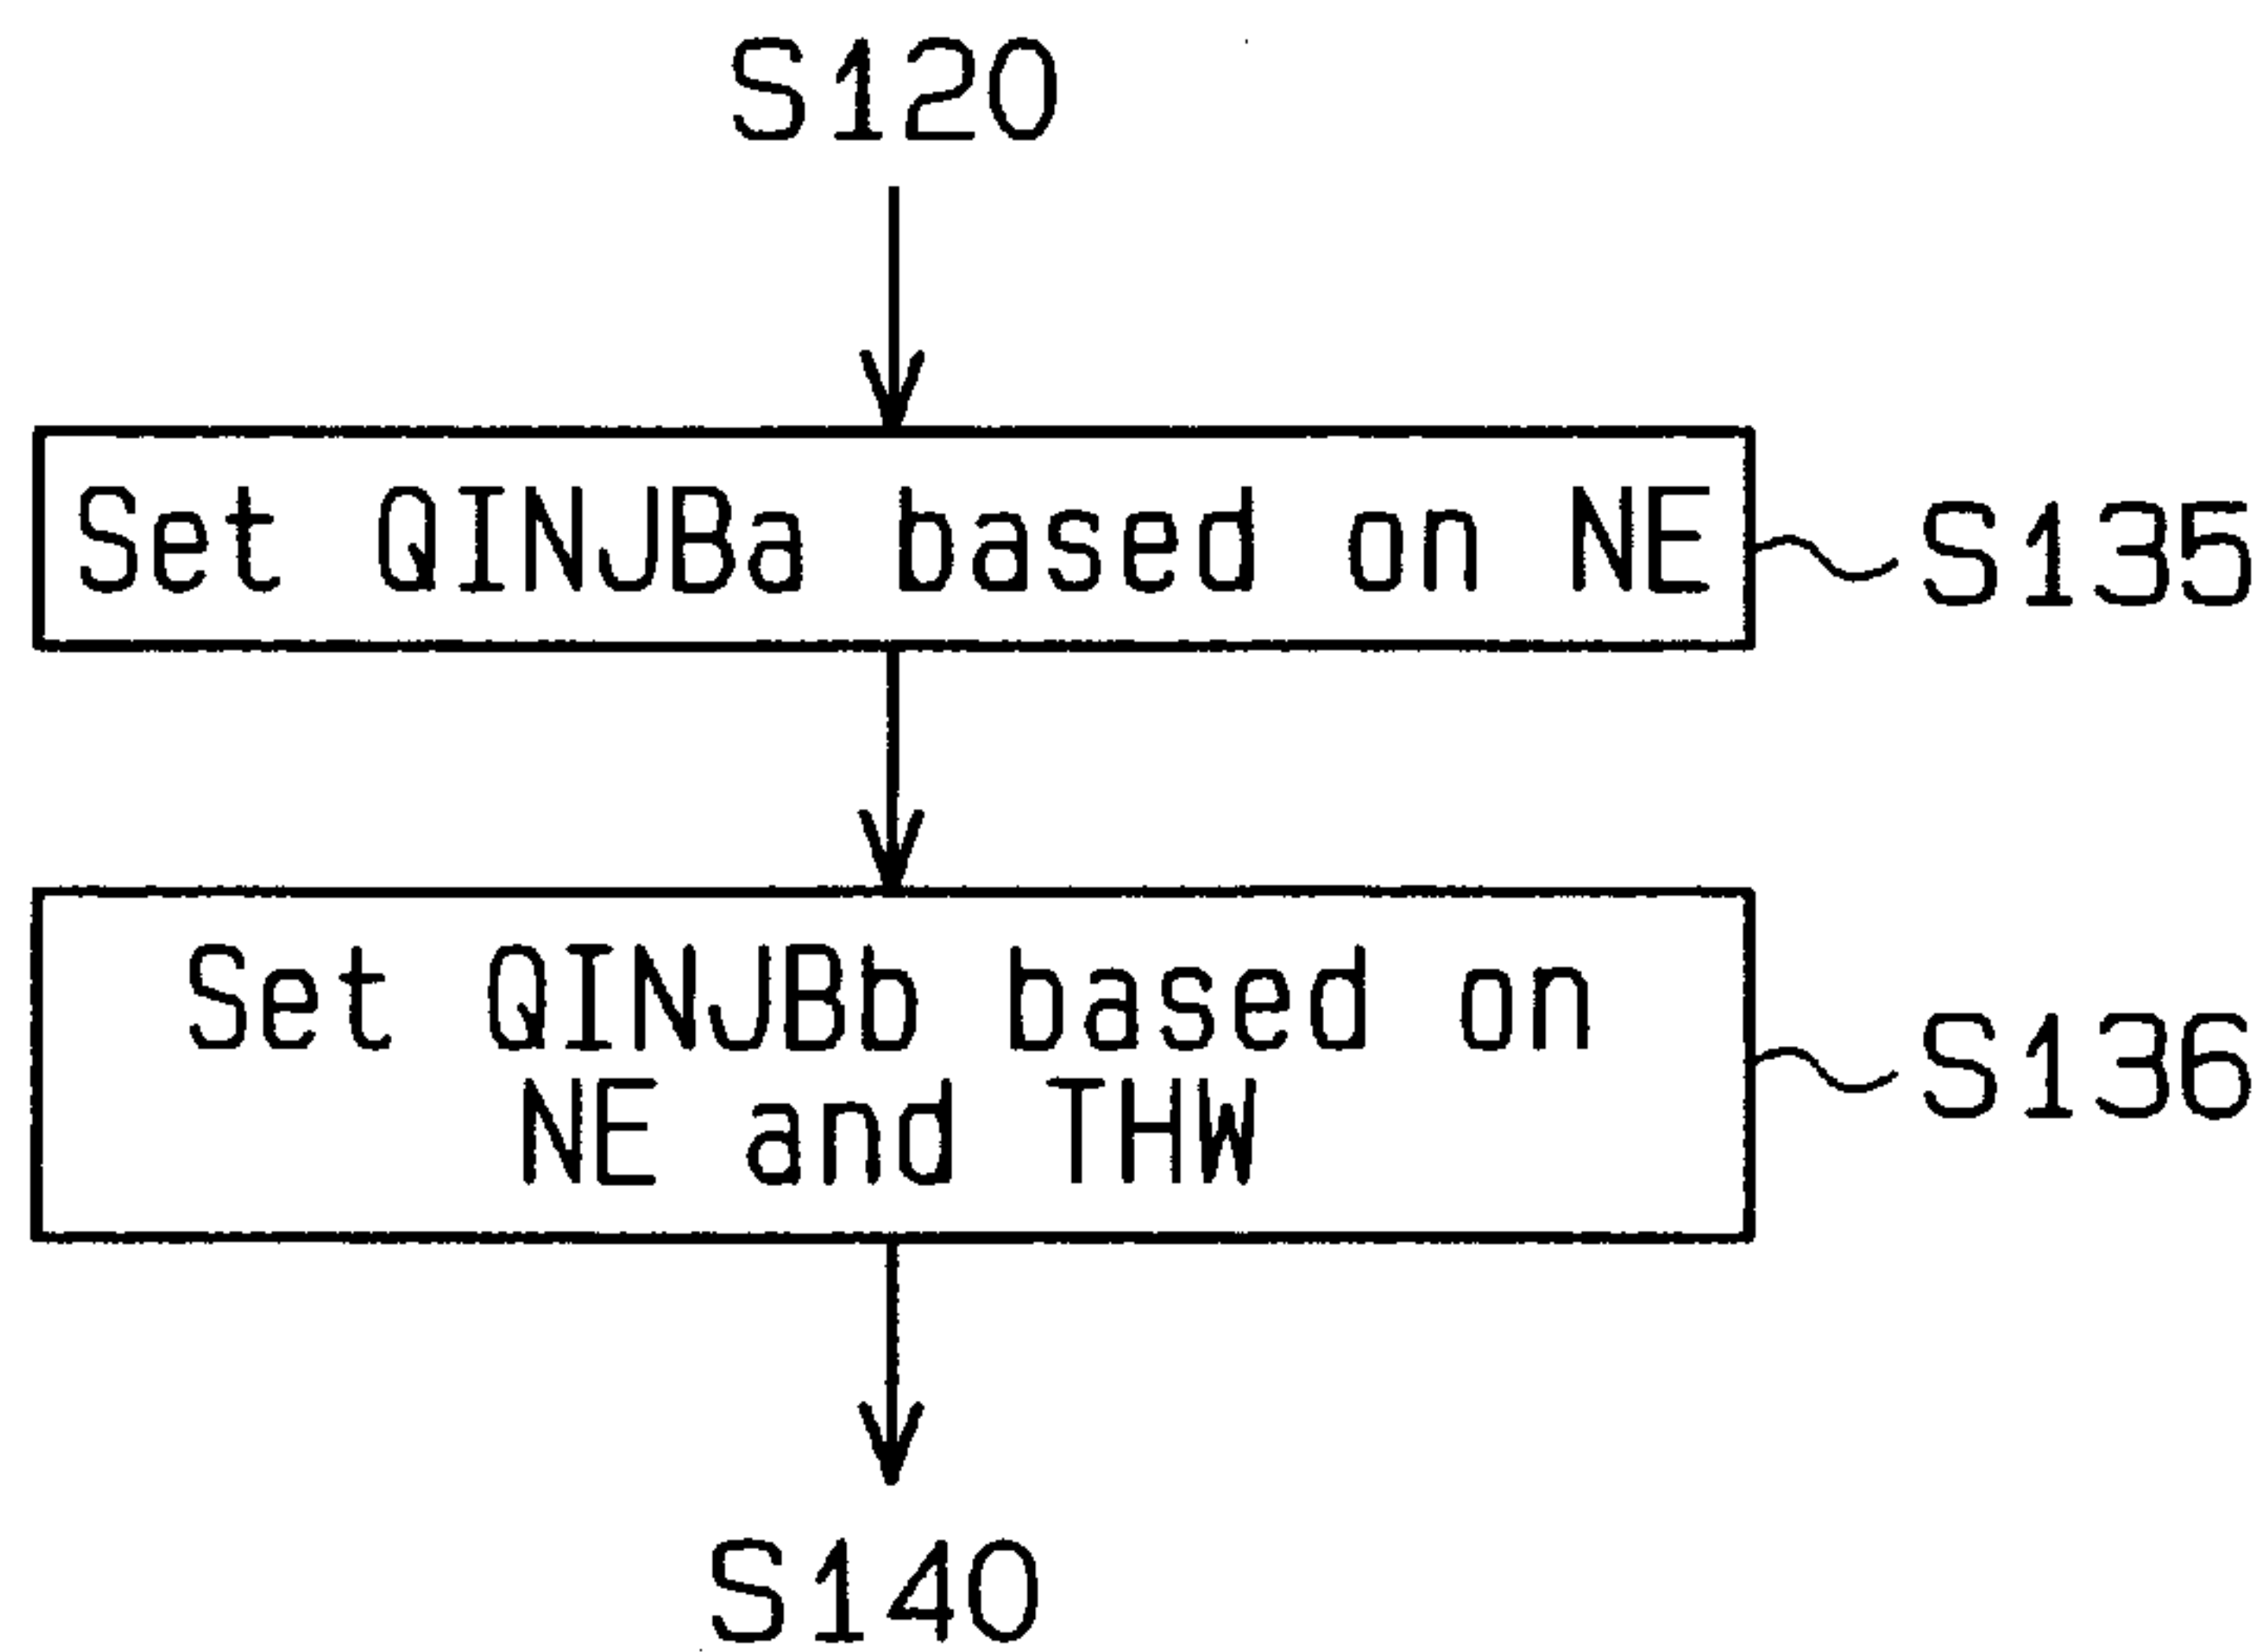 S120
Set QINJBa based on NE
S135
Set QINJBb based on
NE and THW
S136
S140